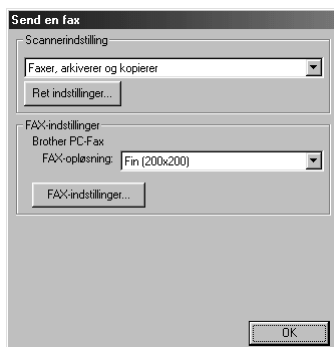 Send en fax
Scannerindstilling
Faxer, arkiverer og kopierer
Ret indstillinger...
FAX-indstillinger
Brother PC-Fax
FAX-opløsning: Fin (200x200)
FAX-indstillinger...
OK